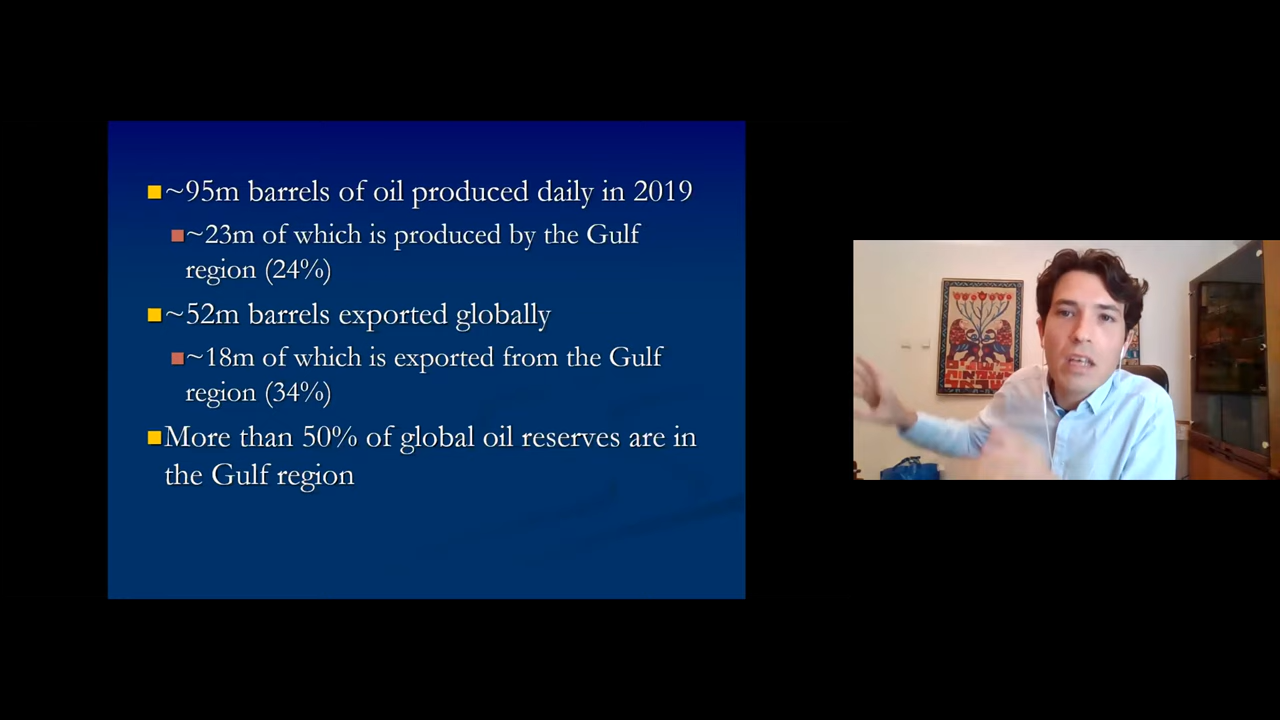 ~95m barrels of oil produced daily in 2019
~23m of which is produced by the Gulf
region (24%)
~52m barrels exported globally
~18m of which is exported from the Gulf
region (34%)
More than 50% of global oil reserves are in
the Gulf region